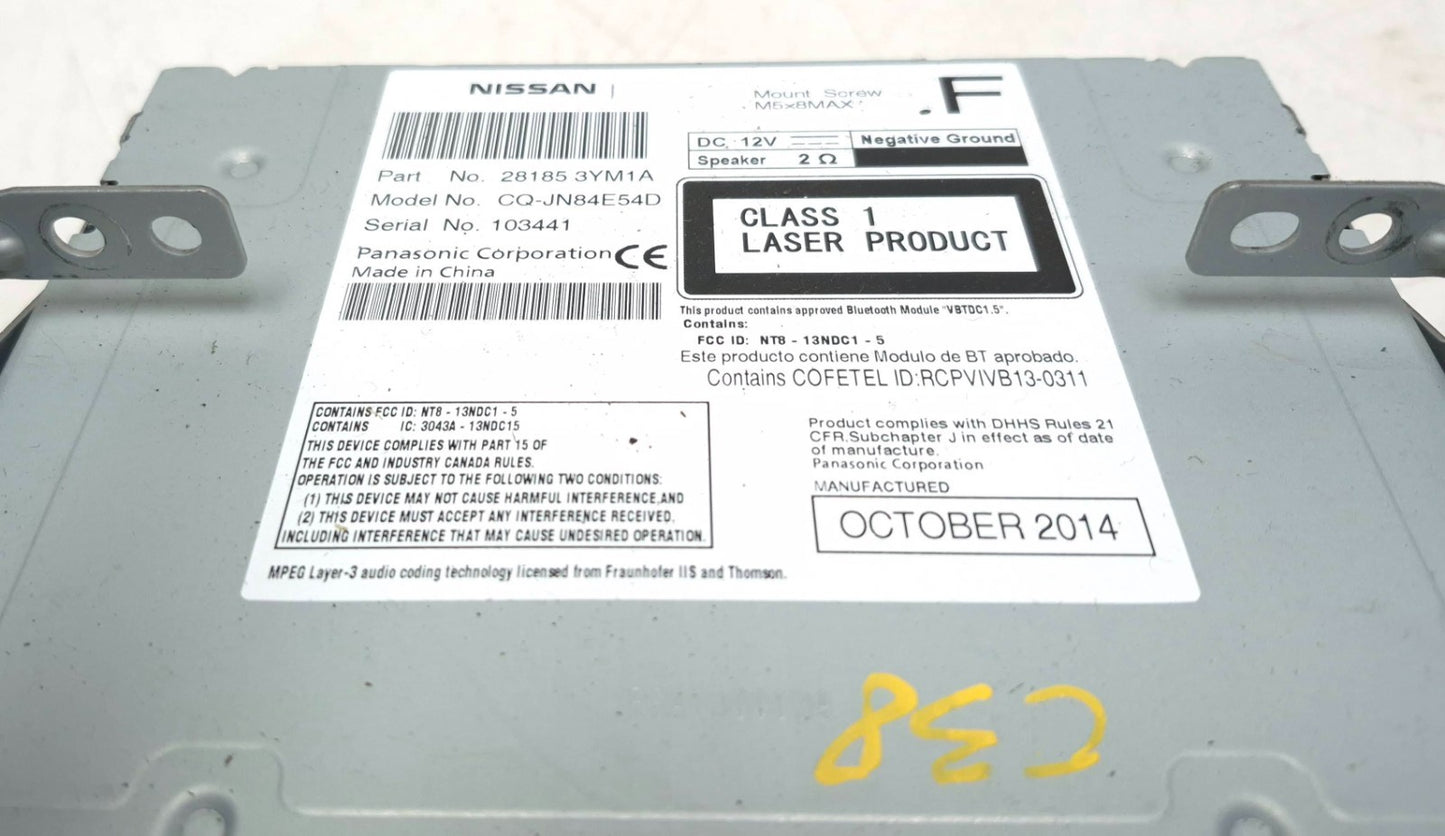 NISSAN
Mount Screw
M5x8MAX
F
DC 12V
Negative Ground
Speaker 2 Ω
Part No. 28185 3YM1A
Model No. CQ-JN84E54D
Serial No. 103441
Panasonic Corporation CE
Made in China
CLASS 1
LASER PRODUCT
This product contains approved Bluetooth Module "VBTDC1.5".
Contains:
FCC ID: NT8 - 13NDC1 - 5
Este producto contiene Modulo de BT aprobado.
Contains COFETEL ID:RCPVIVB13-0311
CONTAINS FCC ID: NT8 - 13NDC1 - 5
CONTAINS IC: 3043A - 13NDC15
THIS DEVICE COMPLIES WITH PART 15 OF
THE FCC AND INDUSTRY CANADA RULES.
OPERATION IS SUBJECT TO THE FOLLOWING TWO CONDITIONS:
(1) THIS DEVICE MAY NOT CAUSE HARMFUL INTERFERENCE,AND
(2) THIS DEVICE MUST ACCEPT ANY INTERFERENCE RECEIVED,
INCLUDING INTERFERENCE THAT MAY CAUSE UNDESIRED OPERATION.
Product complies with DHHS Rules 21
CFR.Subchapter J in effect as of date
of manufacture.
Panasonic Corporation
MANUFACTURED
OCTOBER 2014
MPEG Layer-3 audio coding technology licensed from Fraunhofer IIS and Thomson.
C38